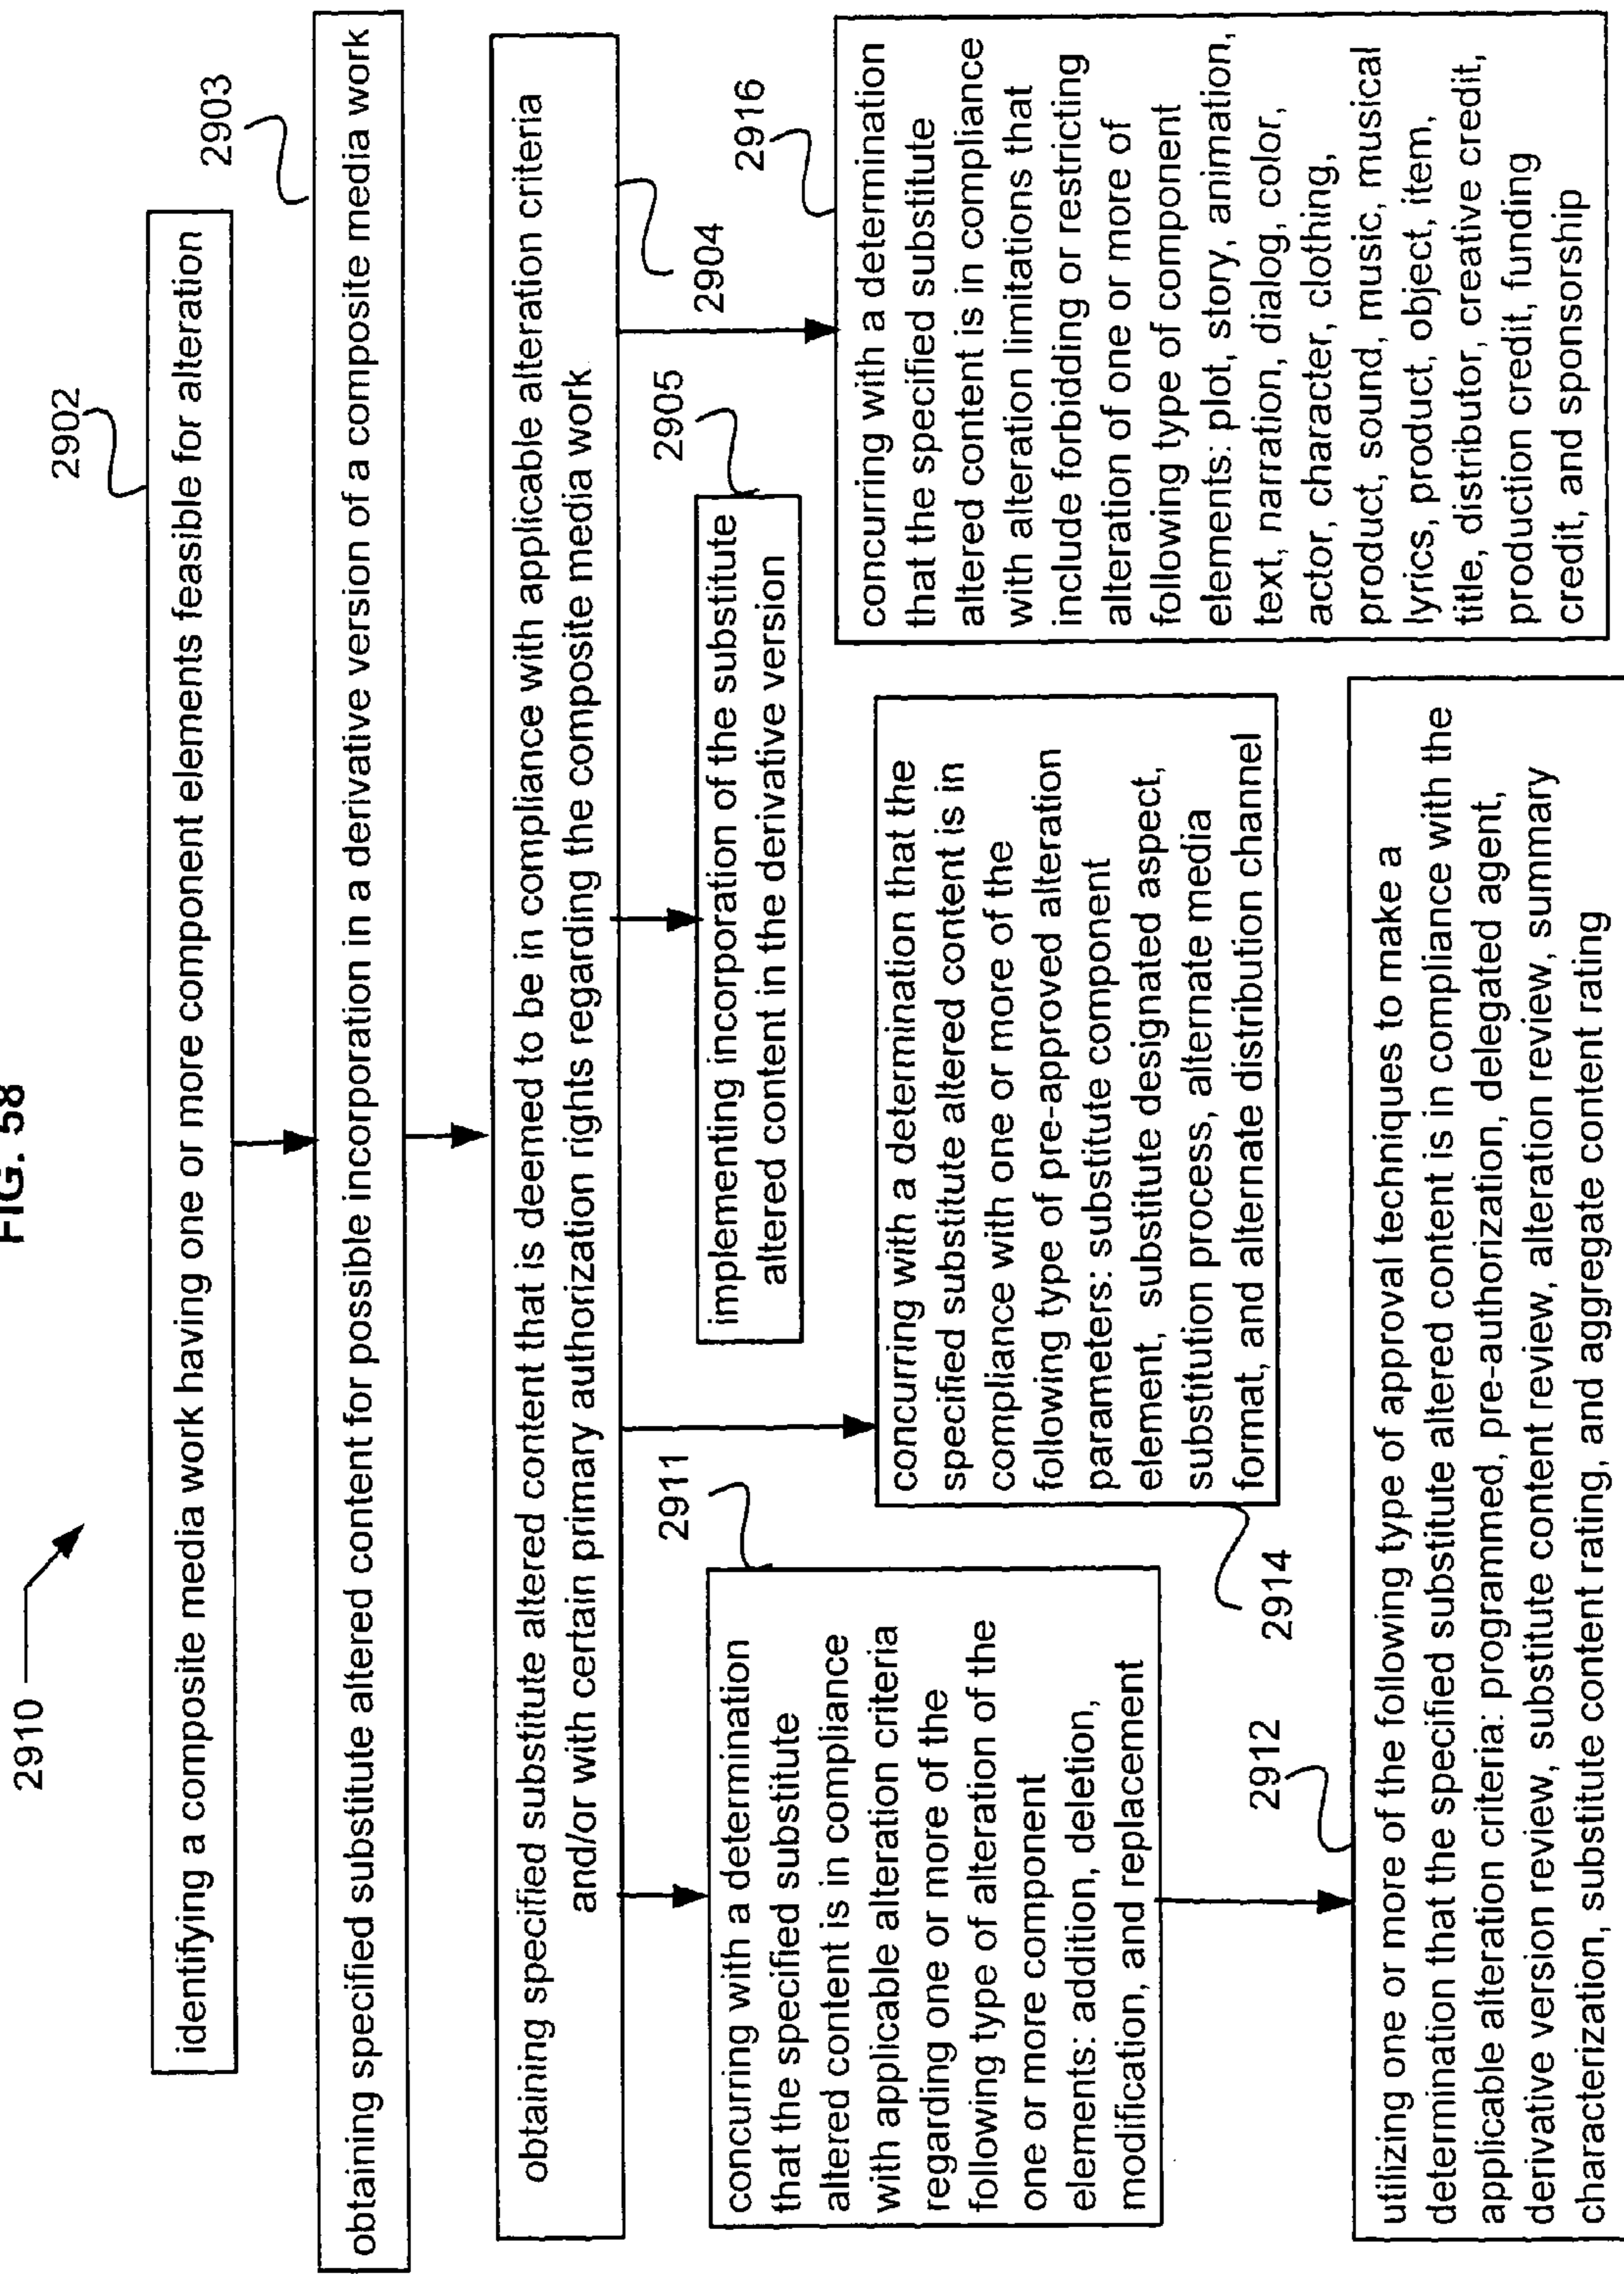 FIG. 58
2910
2902
identifying a composite media work having one or more component elements feasible for alteration
2903
obtaining specified substitute altered content for possible incorporation in a derivative version of a composite media work
obtaining specified substitute altered content that is deemed to be in compliance with applicable alteration criteria
and/or with certain primary authorization rights regarding the composite media work
2904
2911
concurring with a determination
that the specified substitute
altered content is in compliance
with applicable alteration criteria
regarding one or more of the
following type of alteration of the
one or more component
elements: addition, deletion,
modification, and replacement
2905
implementing incorporation of the substitute
altered content in the derivative version
concurring with a determination that the
specified substitute altered content is in
compliance with one or more of the
following type of pre-approved alteration
parameters: substitute component
element, substitute designated aspect,
substitution process, alternate media
format, and alternate distribution channel
2914
2916
concurring with a determination
that the specified substitute
altered content is in compliance
with alteration limitations that
include forbidding or restricting
alteration of one or more of
following type of component
elements: plot, story, animation,
text, narration, dialog, color,
actor, character, clothing,
product, sound, music, musical
lyrics, product, object, item,
title, distributor, creative credit,
production credit, funding
credit, and sponsorship
2912
utilizing one or more of the following type of approval techniques to make a
determination that the specified substitute altered content is in compliance with the
applicable alteration criteria: programmed, pre-authorization, delegated agent,
derivative version review, substitute content review, alteration review, summary
characterization, substitute content rating, and aggregate content rating